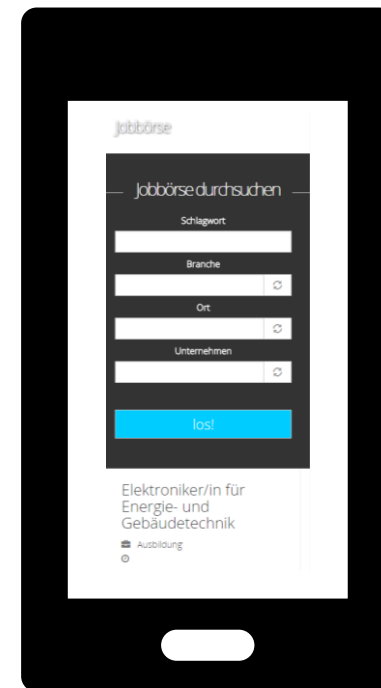 Jobbörse
Jobbörse durchsuchen
Schlagwort
Branche
Ort
Unternehmen
los!
Elektroniker/in für
Energie- und
Gebäudetechnik
Ausbildung